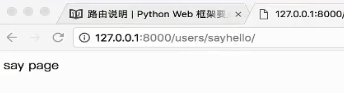 路由说明 | Python Web 框架要 × 127.0.0.1:8000/
127.0.0.1:8000/users/sayhello/
say page